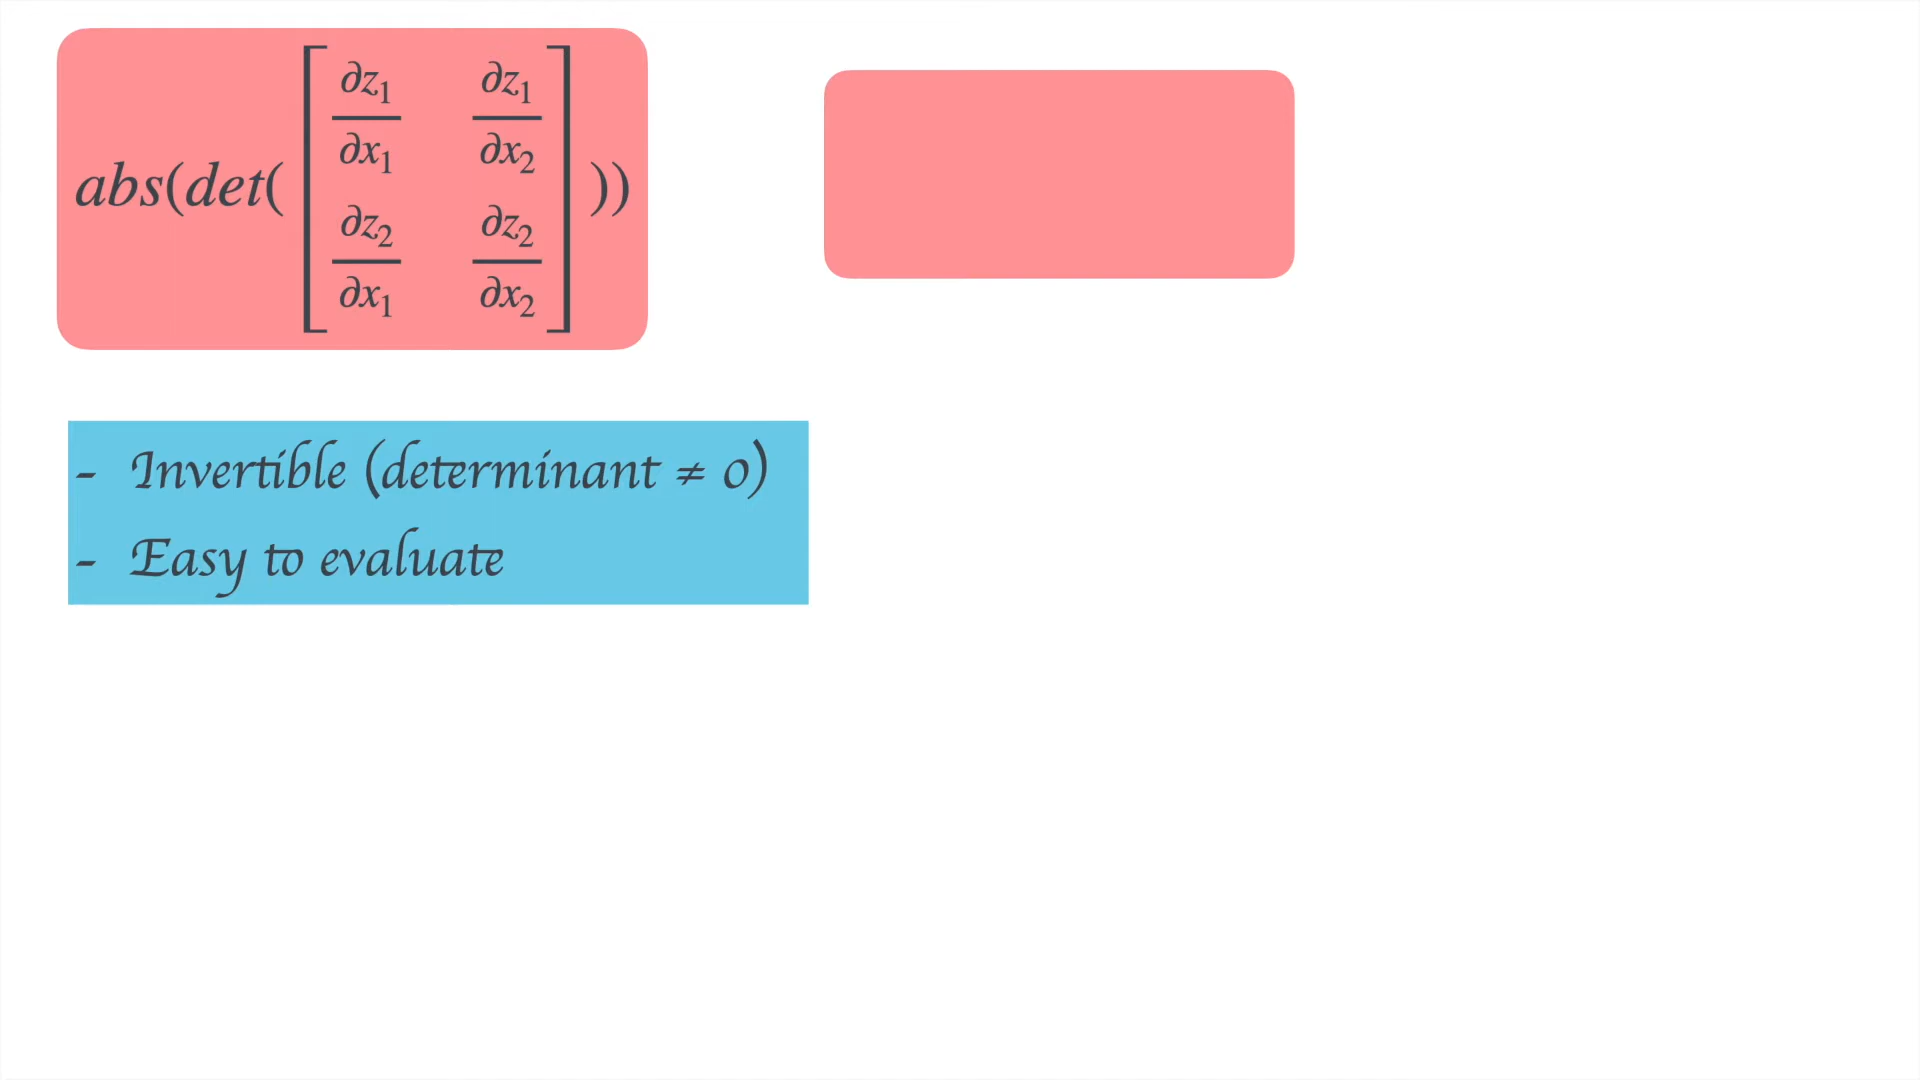 abs(det([∂z₁/∂x₁ ∂z₁/∂x₂
∂z₂/∂x₁ ∂z₂/∂x₂]))
- Invertible (determinant ≠ 0)
- Easy to evaluate